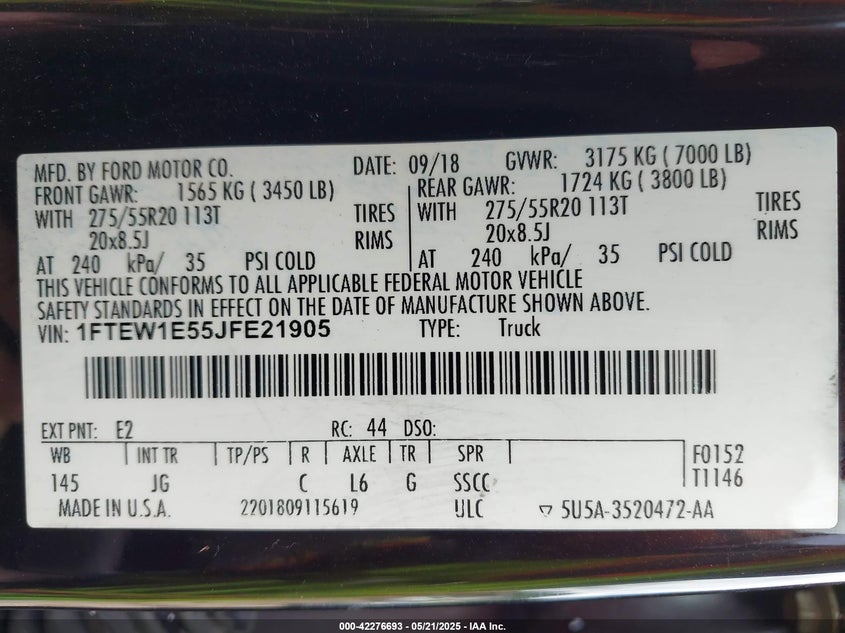 MFD. BY FORD MOTOR CO. DATE: 09/18 GVWR: 3175 KG ( 7000 LB)
FRONT GAWR: 1565 KG ( 3450 LB) REAR GAWR: 1724 KG ( 3800 LB)
WITH 275/55R20 113T TIRES WITH 275/55R20 113T TIRES
20x8.5J RIMS 20x8.5J RIMS
AT 240 kPa/ 35 PSI COLD AT 240 kPa/ 35 PSI COLD
THIS VEHICLE CONFORMS TO ALL APPLICABLE FEDERAL MOTOR VEHICLE
SAFETY STANDARDS IN EFFECT ON THE DATE OF MANUFACTURE SHOWN ABOVE.
VIN: 1FTEW1E55JFE21905 TYPE: Truck
EXT PNT: E2 RC: 44 DSO:
WB INT TR TP/PS R AXLE TR SPR F0152
145 JG C L6 G SSCC T1146
MADE IN U.S.A. 2201809115619 ULC 5U5A-3520472-AA
000-42276693 - 05/21/2025 - IAA Inc.